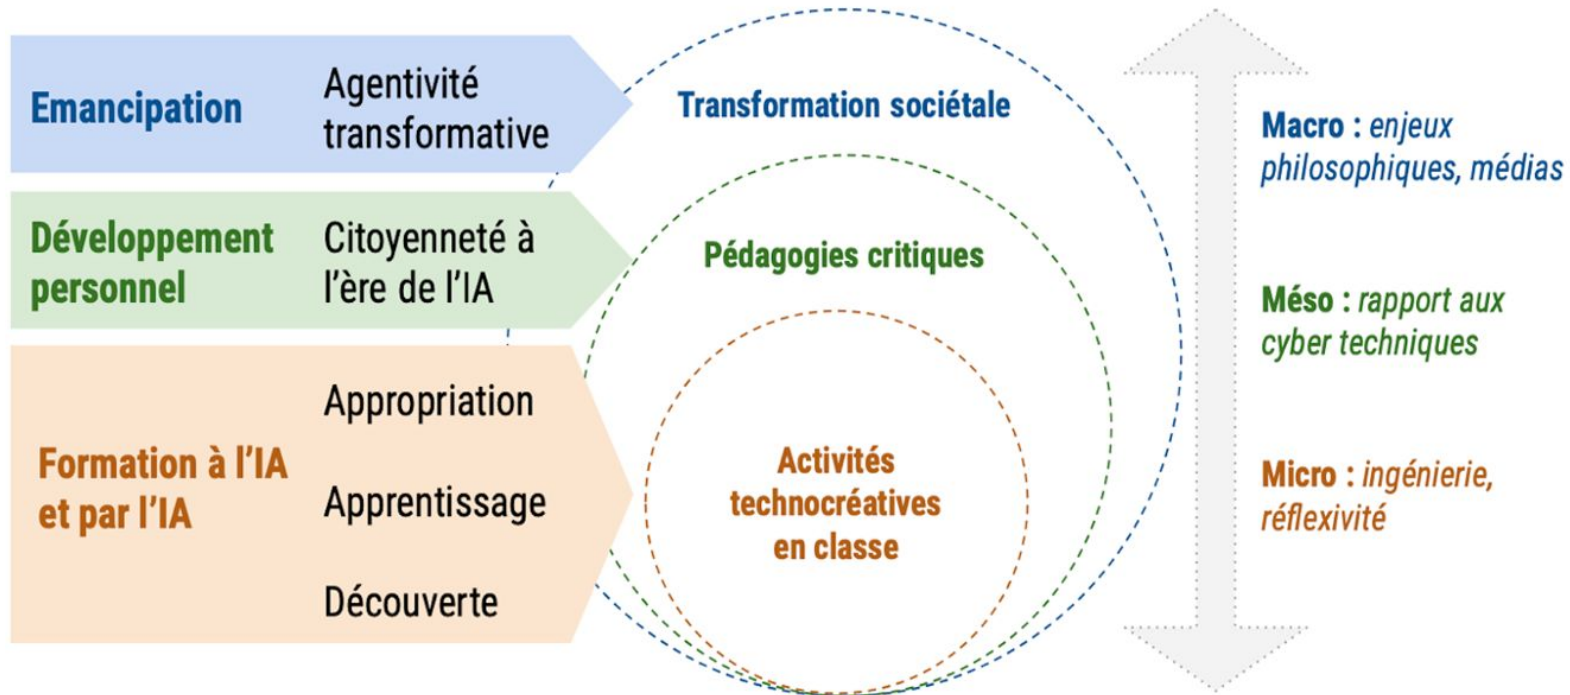 Emancipation
Agentivité
transformative
Transformation sociétale
Macro : enjeux
philosophiques, médias
Développement
personnel
Citoyenneté à
l'ère de l'IA
Pédagogies critiques
Méso : rapport aux
cyber techniques
Formation à l'IA
et par l'IA
Appropriation
Apprentissage
Découverte
Activités
technocréatives
en classe
Micro : ingénierie,
réflexivité